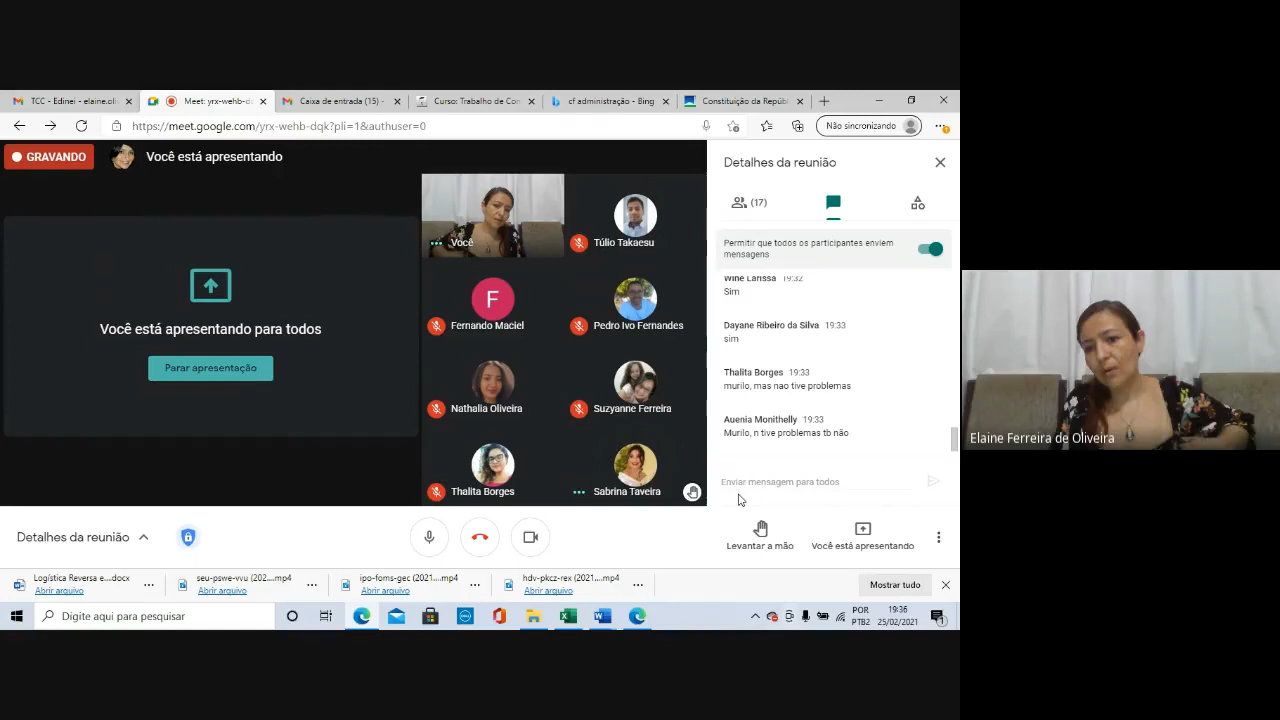 TCC - Edinei - elaine.oli
Meet: yrx-wehb-d
Caixa de entrada (15) -
Curso: Trabalho de Con
cf administração - Bing
Constituição da Repúbl
https://meet.google.com/yrx-wehb-dqk?pli=1&authuser=0
Não sincronizando
GRAVANDO
Você está apresentando
Detalhes da reunião
(17)
Permitir que todos os participantes enviem
mensagens
Você
Túlio Takaesu
Wine Larissa 19:32
Sim
Dayane Ribeiro da Silva 19:33
sim
Thalita Borges 19:33
murilo, mas nao tive problemas
Auenia Monithelly 19:33
Murilo, n tive problemas tb não
Você está apresentando para todos
Parar apresentação
F
Fernando Maciel
Pedro Ivo Fernandes
Nathalia Oliveira
Suzyanne Ferreira
Thalita Borges
Sabrina Taveira
Enviar mensagem para todos
Elaine Ferreira de Oliveira
Detalhes da reunião
Levantar a mão
Você está apresentando
Logística Reversa e....docx
Abrir arquivo
seu-pswe-vvu (202....mp4
Abrir arquivo
ipo-foms-gec (2021....mp4
Abrir arquivo
hdv-pkcz-rex (2021....mp4
Abrir arquivo
Mostrar tudo
Digite aqui para pesquisar
POR
PTB2
19:36
25/02/2021
1